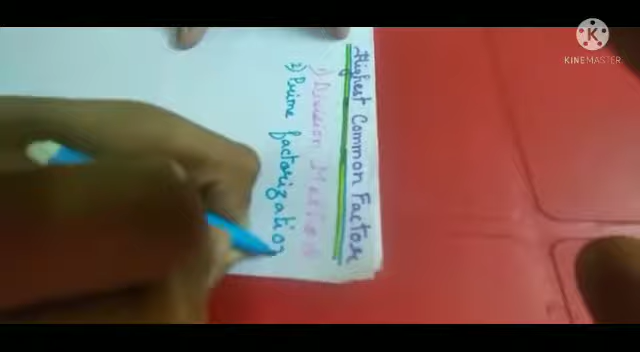 Highest Common Factor
1) Division Method
2) Prime factorization
K
KINEMASTER